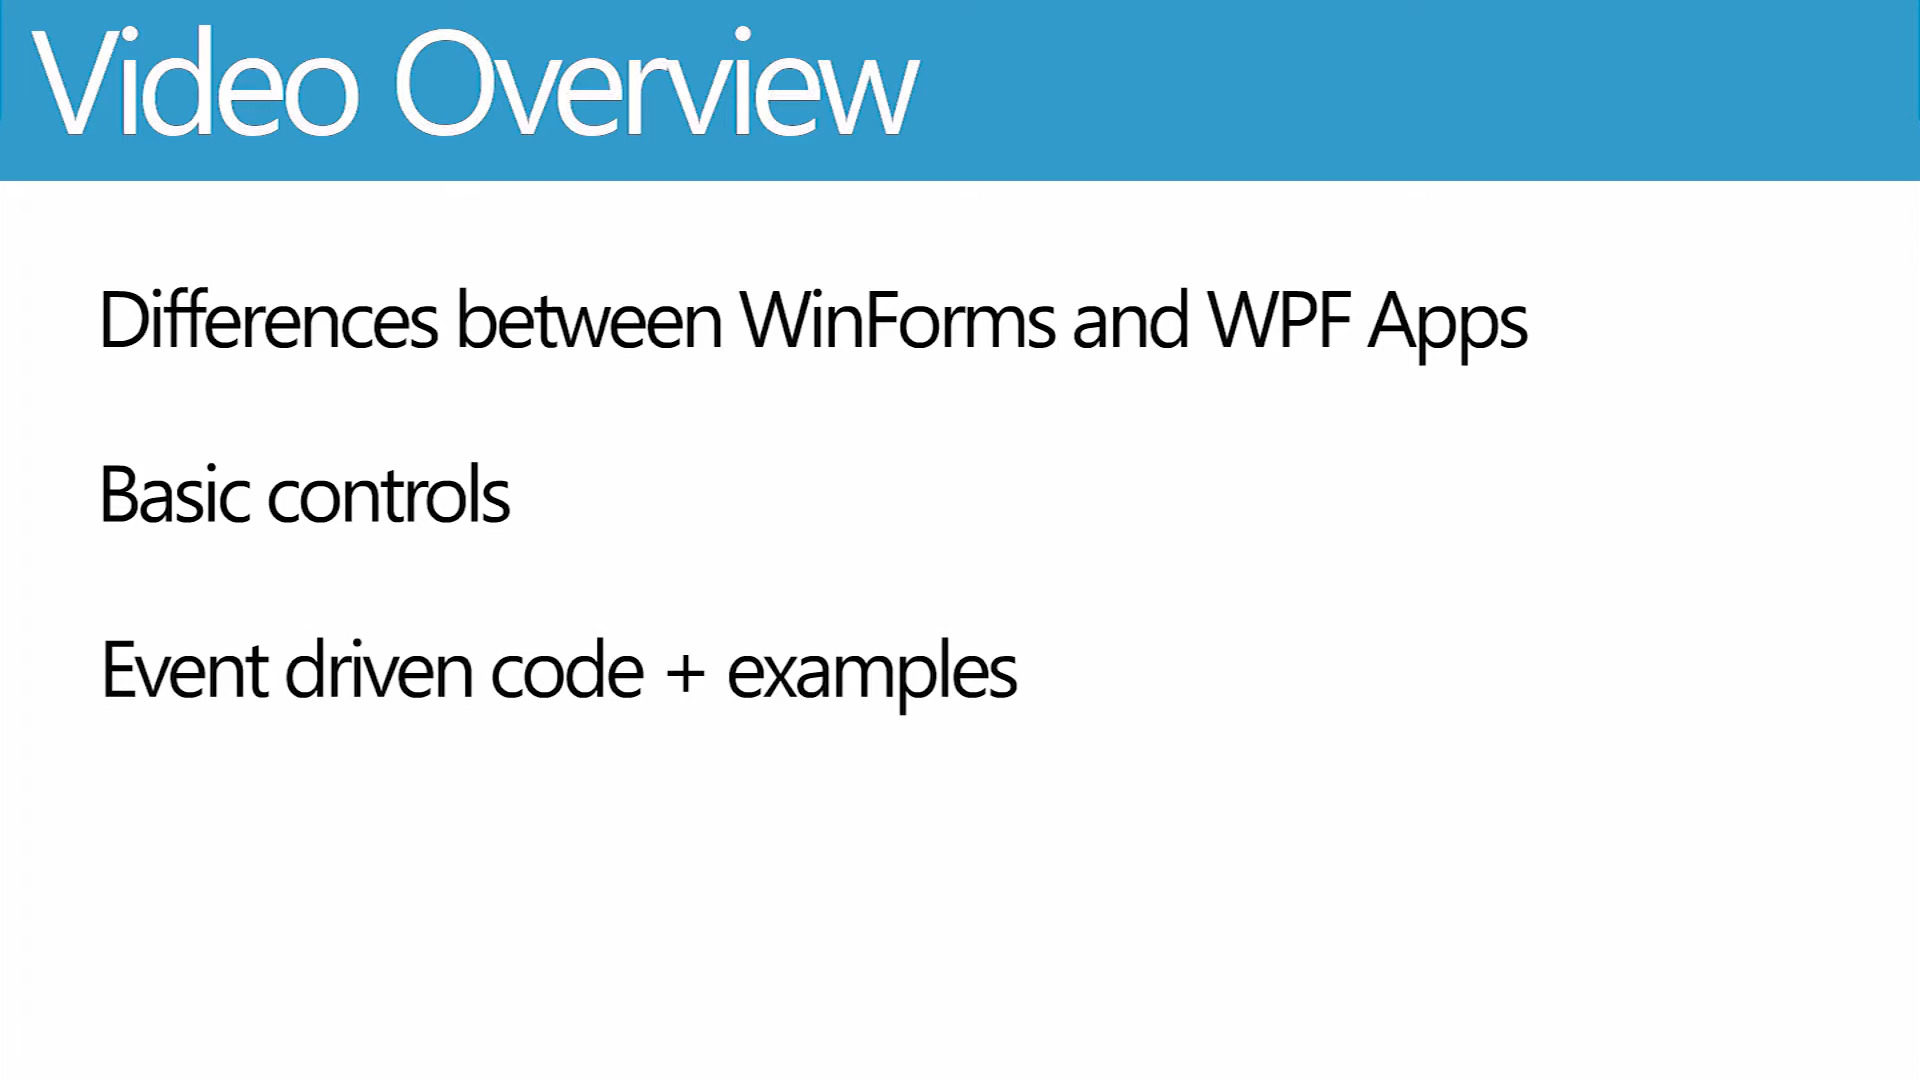 Video Overview
Differences between WinForms and WPF Apps
Basic controls
Event driven code + examples